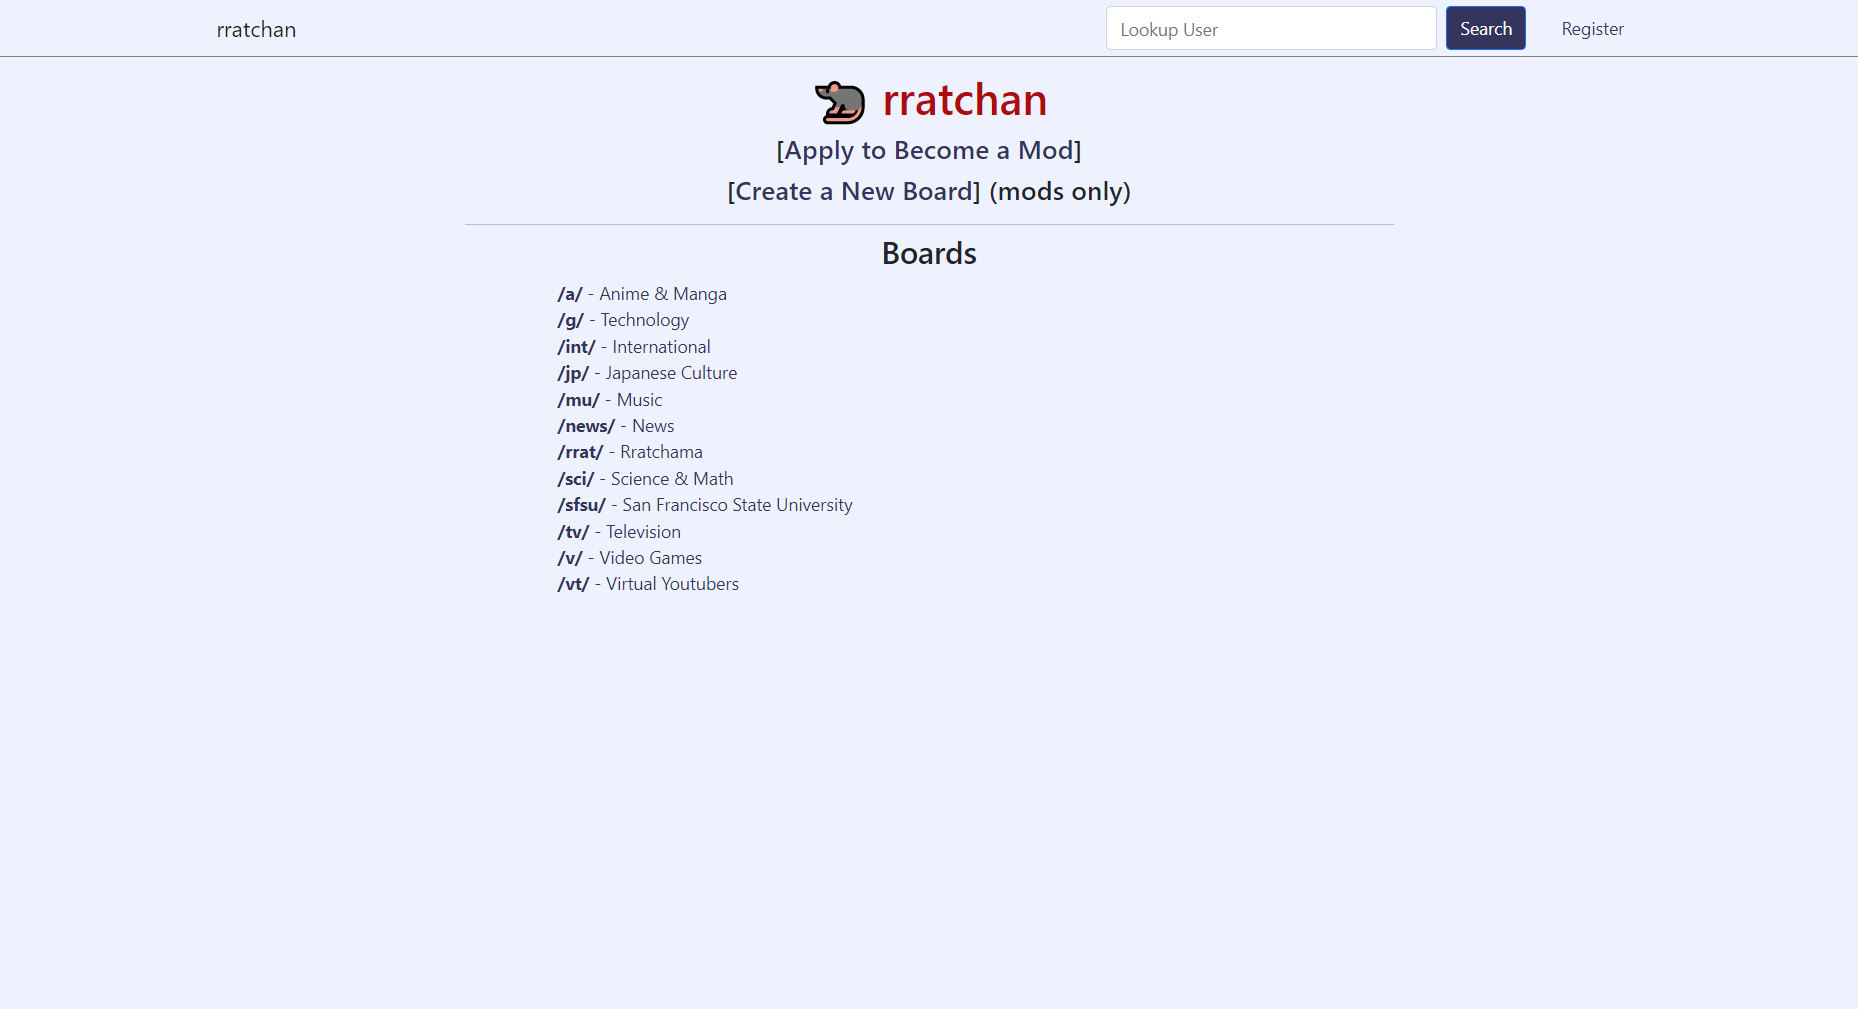 rratchan
Lookup User
Search
Register
rratchan
[Apply to Become a Mod]
[Create a New Board] (mods only)
Boards
/a/ - Anime & Manga
/g/ - Technology
/int/ - International
/jp/ - Japanese Culture
/mu/ - Music
/news/ - News
/rrat/ - Rratchama
/sci/ - Science & Math
/sfsu/ - San Francisco State University
/tv/ - Television
/v/ - Video Games
/vt/ - Virtual Youtubers